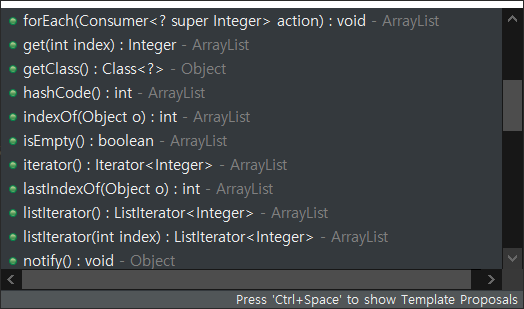 forEach(Consumer<? super Integer> action) : void - ArrayList
get(int index) : Integer - ArrayList
getClass() : Class<?> - Object
hashCode() : int - ArrayList
indexOf(Object o) : int - ArrayList
isEmpty() : boolean - ArrayList
iterator() : Iterator<Integer> - ArrayList
lastIndexOf(Object o) : int - ArrayList
listIterator() : ListIterator<Integer> - ArrayList
listIterator(int index) : ListIterator<Integer> - ArrayList
notify() : void - Object
Press 'Ctrl+Space' to show Template Proposals